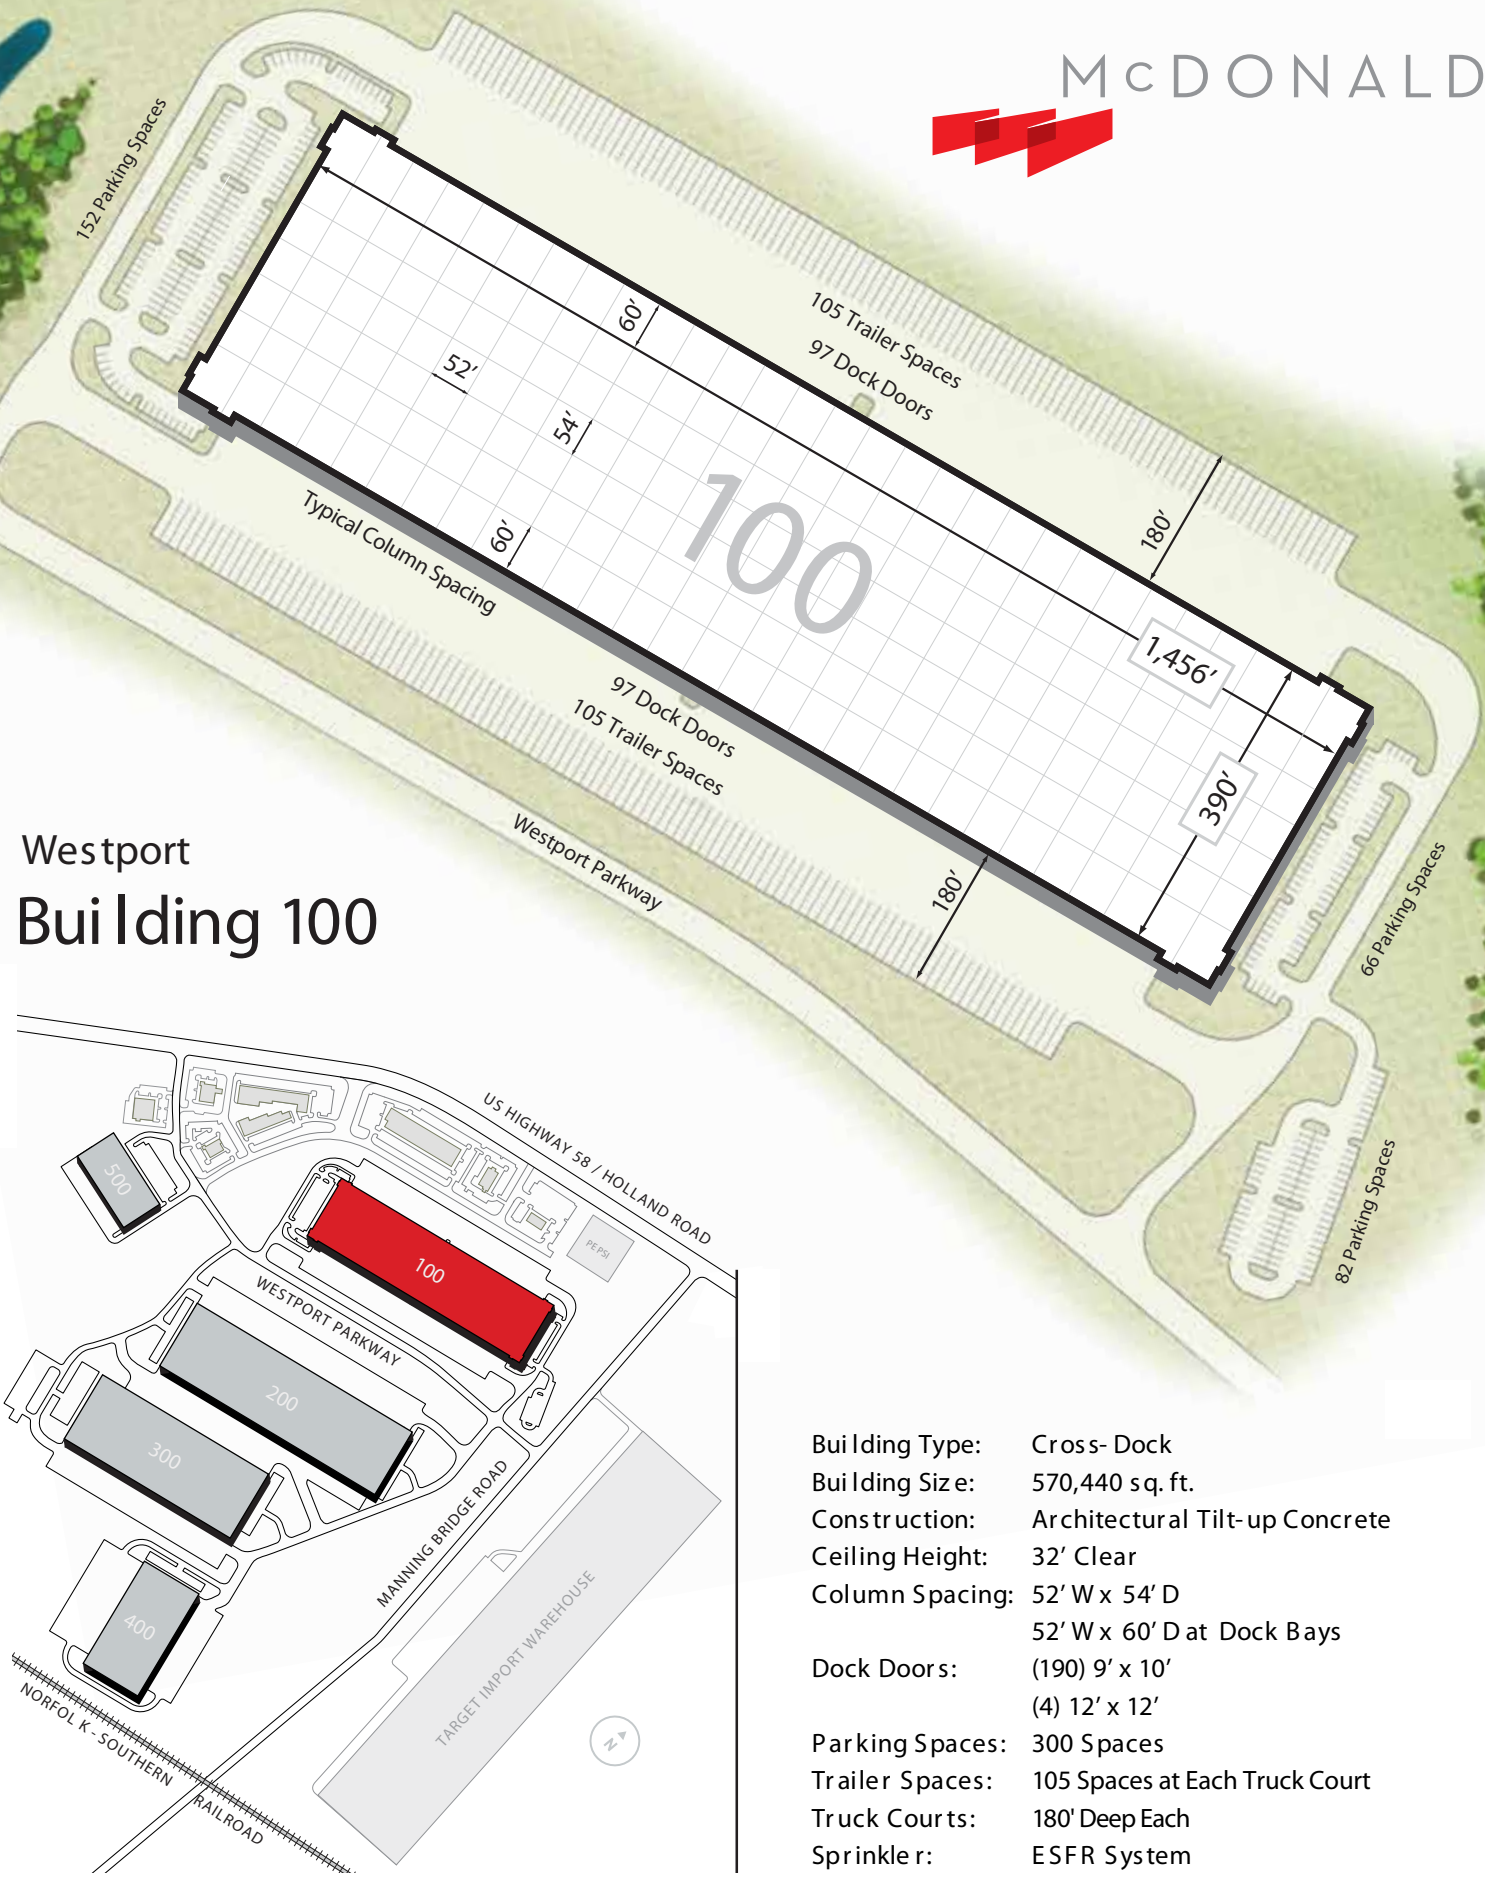 McDONALD
152 Parking Spaces
105 Trailer Spaces
97 Dock Doors
60′
52′
54′
60′
100
180′
1,456′
390′
Typical Column Spacing
97 Dock Doors
105 Trailer Spaces
180′
Westport Parkway
66 Parking Spaces
82 Parking Spaces
Westport
Building 100
US HIGHWAY 58 / HOLLAND ROAD
500
100
PEPSI
WESTPORT PARKWAY
200
300
400
MANNING BRIDGE ROAD
TARGET IMPORT WAREHOUSE
NORFOLK - SOUTHERN RAILROAD
N
Building Type: Cross-Dock
Building Size: 570,440 sq. ft.
Construction: Architectural Tilt-up Concrete
Ceiling Height: 32′ Clear
Column Spacing: 52′ W x 54′ D
52′ W x 60′ D at Dock Bays
Dock Doors: (190) 9′ x 10′
(4) 12′ x 12′
Parking Spaces: 300 Spaces
Trailer Spaces: 105 Spaces at Each Truck Court
Truck Courts: 180' Deep Each
Sprinkler: ESFR System